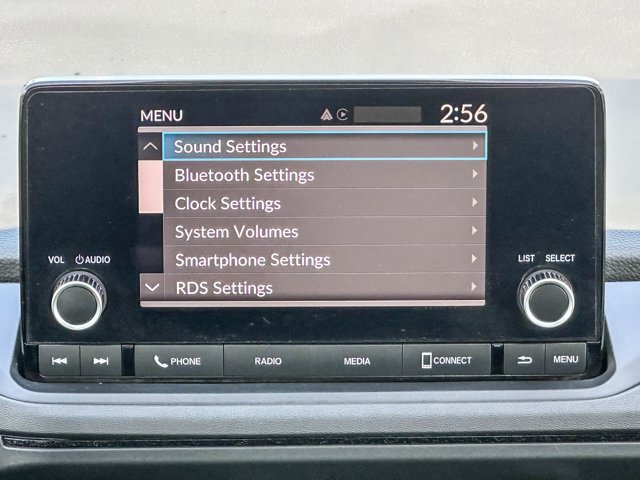 MENU 2:56
Sound Settings
Bluetooth Settings
Clock Settings
System Volumes
Smartphone Settings
RDS Settings
VOL AUDIO
LIST SELECT
PHONE RADIO MEDIA CONNECT MENU